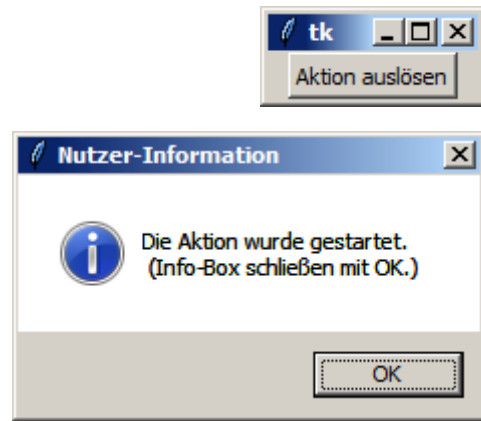 tk
Aktion auslösen
Nutzer-Information
Die Aktion wurde gestartet.
(Info-Box schließen mit OK.)
OK